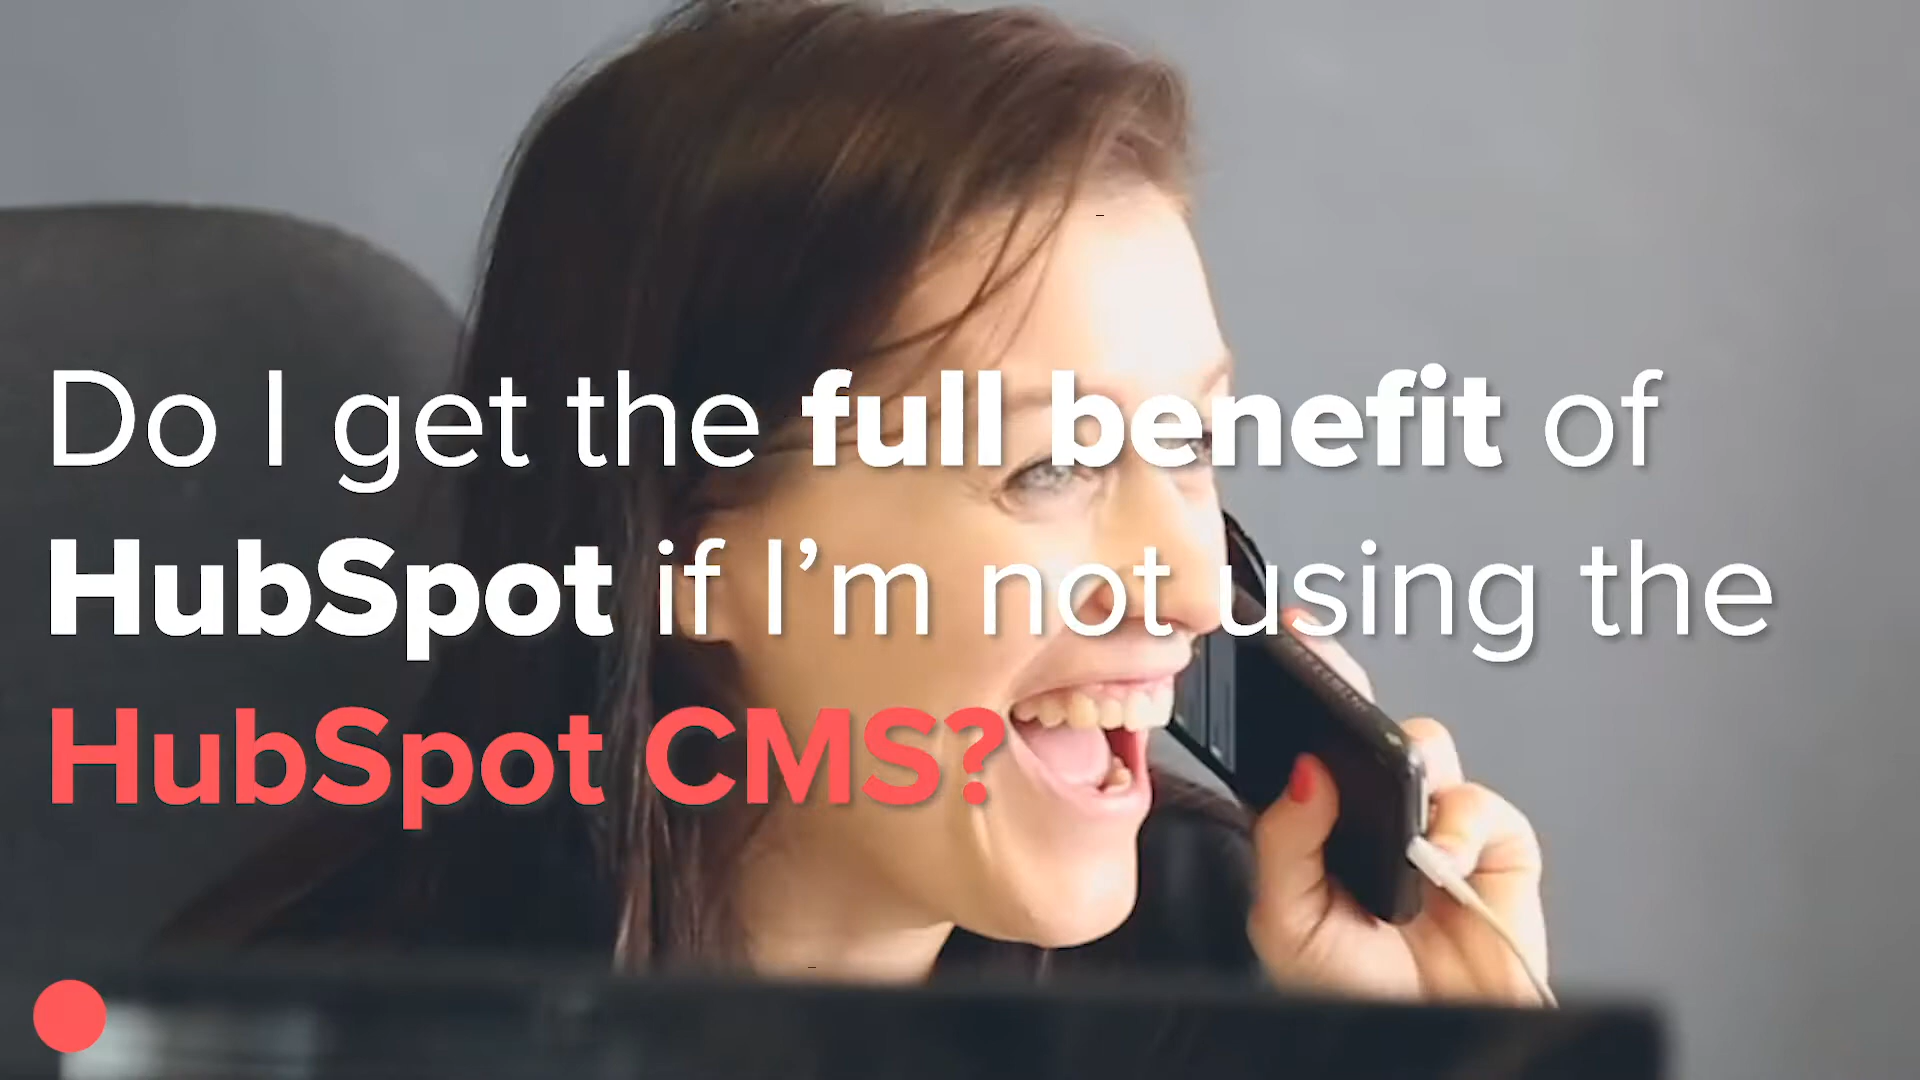 Do I get the full benefit of
HubSpot if I’m not using the
HubSpot CMS?